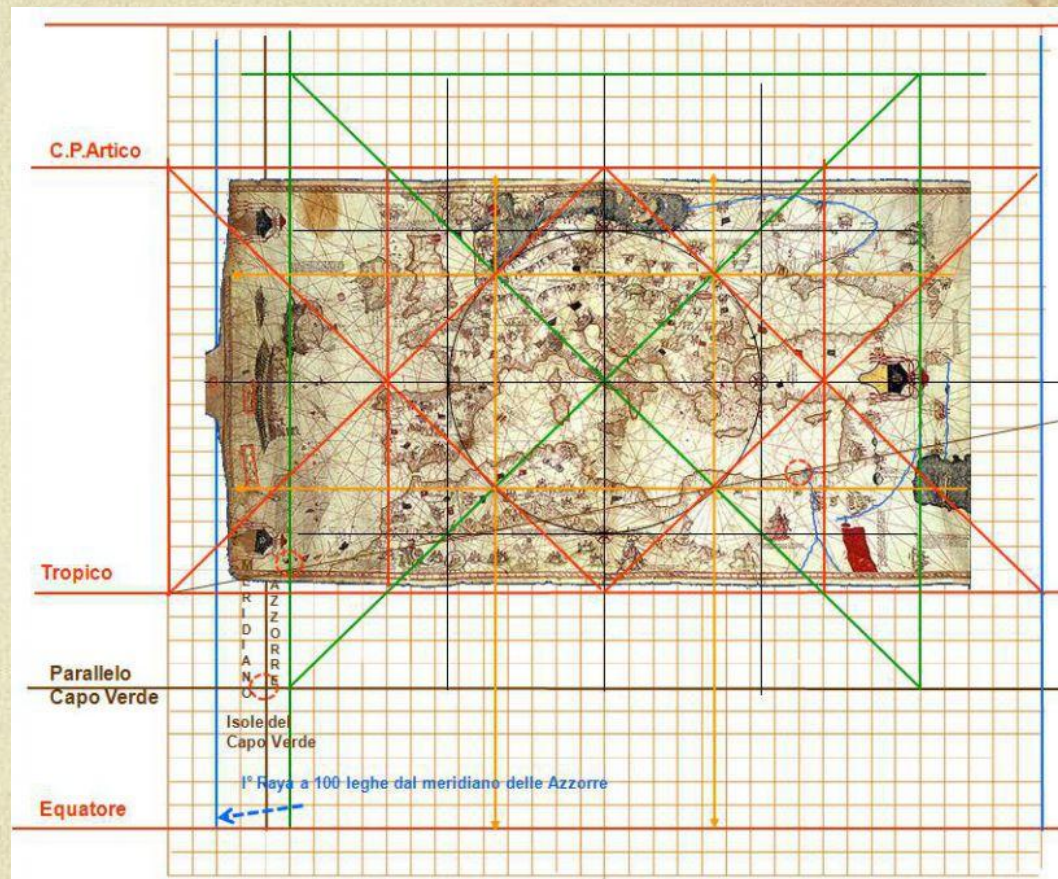 C.P.Artico
Tropico
MERIDIANO
AZZORRE
Parallelo
Capo Verde
Isole del
Capo Verde
I° Raya a 100 leghe dal meridiano delle Azzorre
Equatore